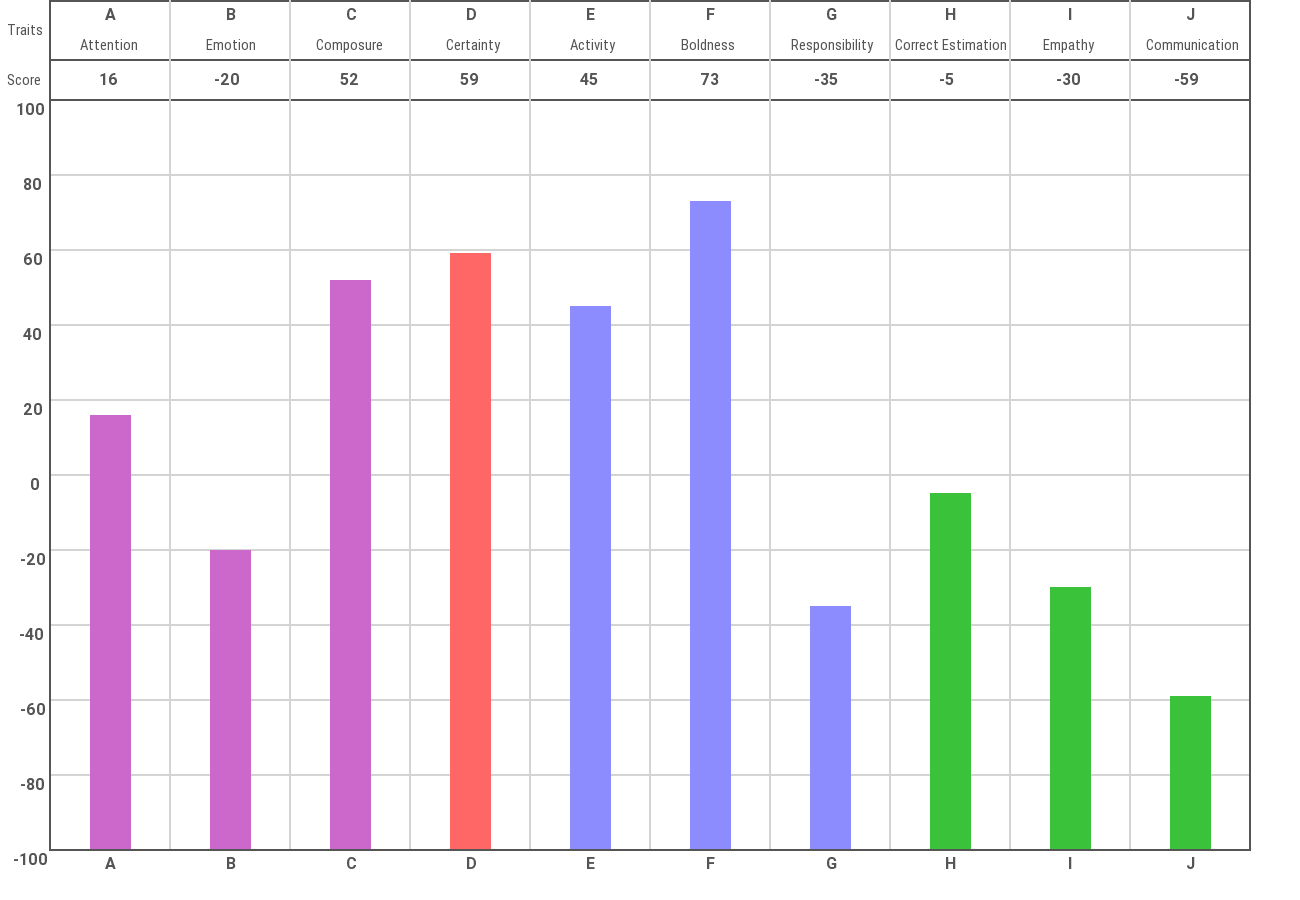 Traits
A B C D E F G H I J
Attention Emotion Composure Certainty Activity Boldness Responsibility Correct Estimation Empathy Communication
Score 16 -20 52 59 45 73 -35 -5 -30 -59
100
80
60
40
20
0
-20
-40
-60
-80
-100
A B C D E F G H I J